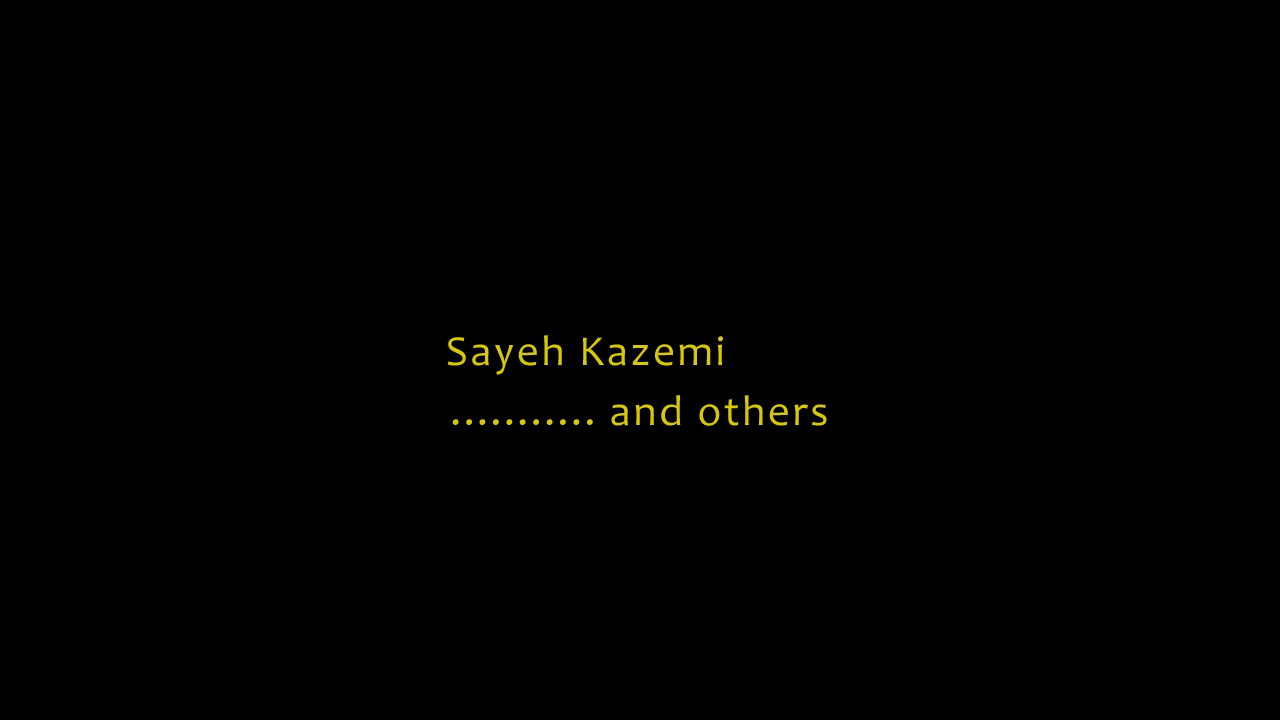 Sayeh Kazemi
........... and others